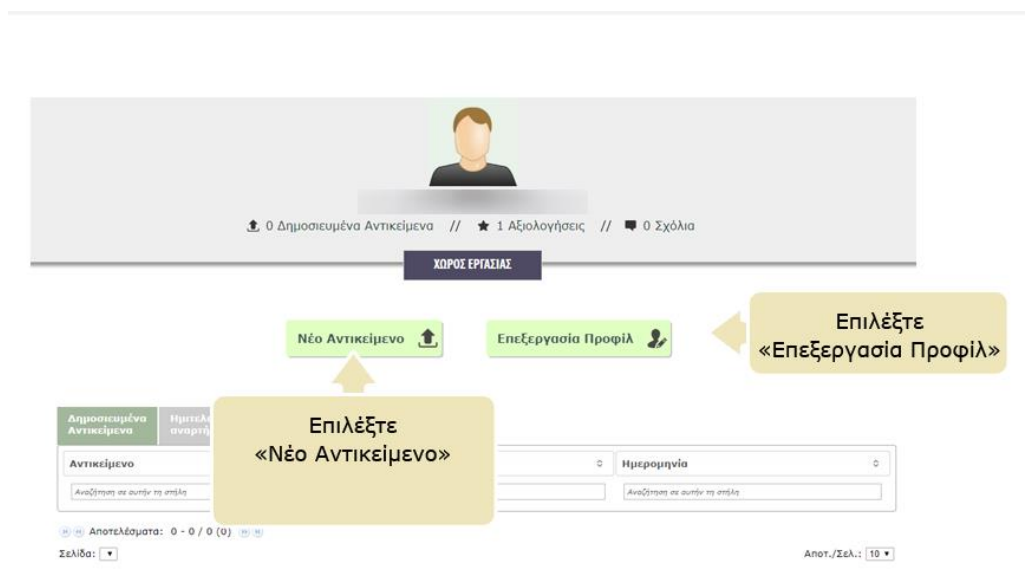 0 Δημοσιευμένα Αντικείμενα // 1 Αξιολογήσεις // 0 Σχόλια
ΧΩΡΟΣ ΕΡΓΑΣΙΑΣ
Νέο Αντικείμενο
Επεξεργασία Προφίλ
Επιλέξτε
«Επεξεργασία Προφίλ»
Δημοσιευμένα
Αντικείμενα
Επιλέξτε
«Νέο Αντικείμενο»
Αντικείμενο
Ημερομηνία
Αναζήτηση σε αυτήν τη στήλη
Αναζήτηση σε αυτήν τη στήλη
Αποτελέσματα: 0 - 0 / 0 (0)
Σελίδα:
Αποτ./Σελ.: 10